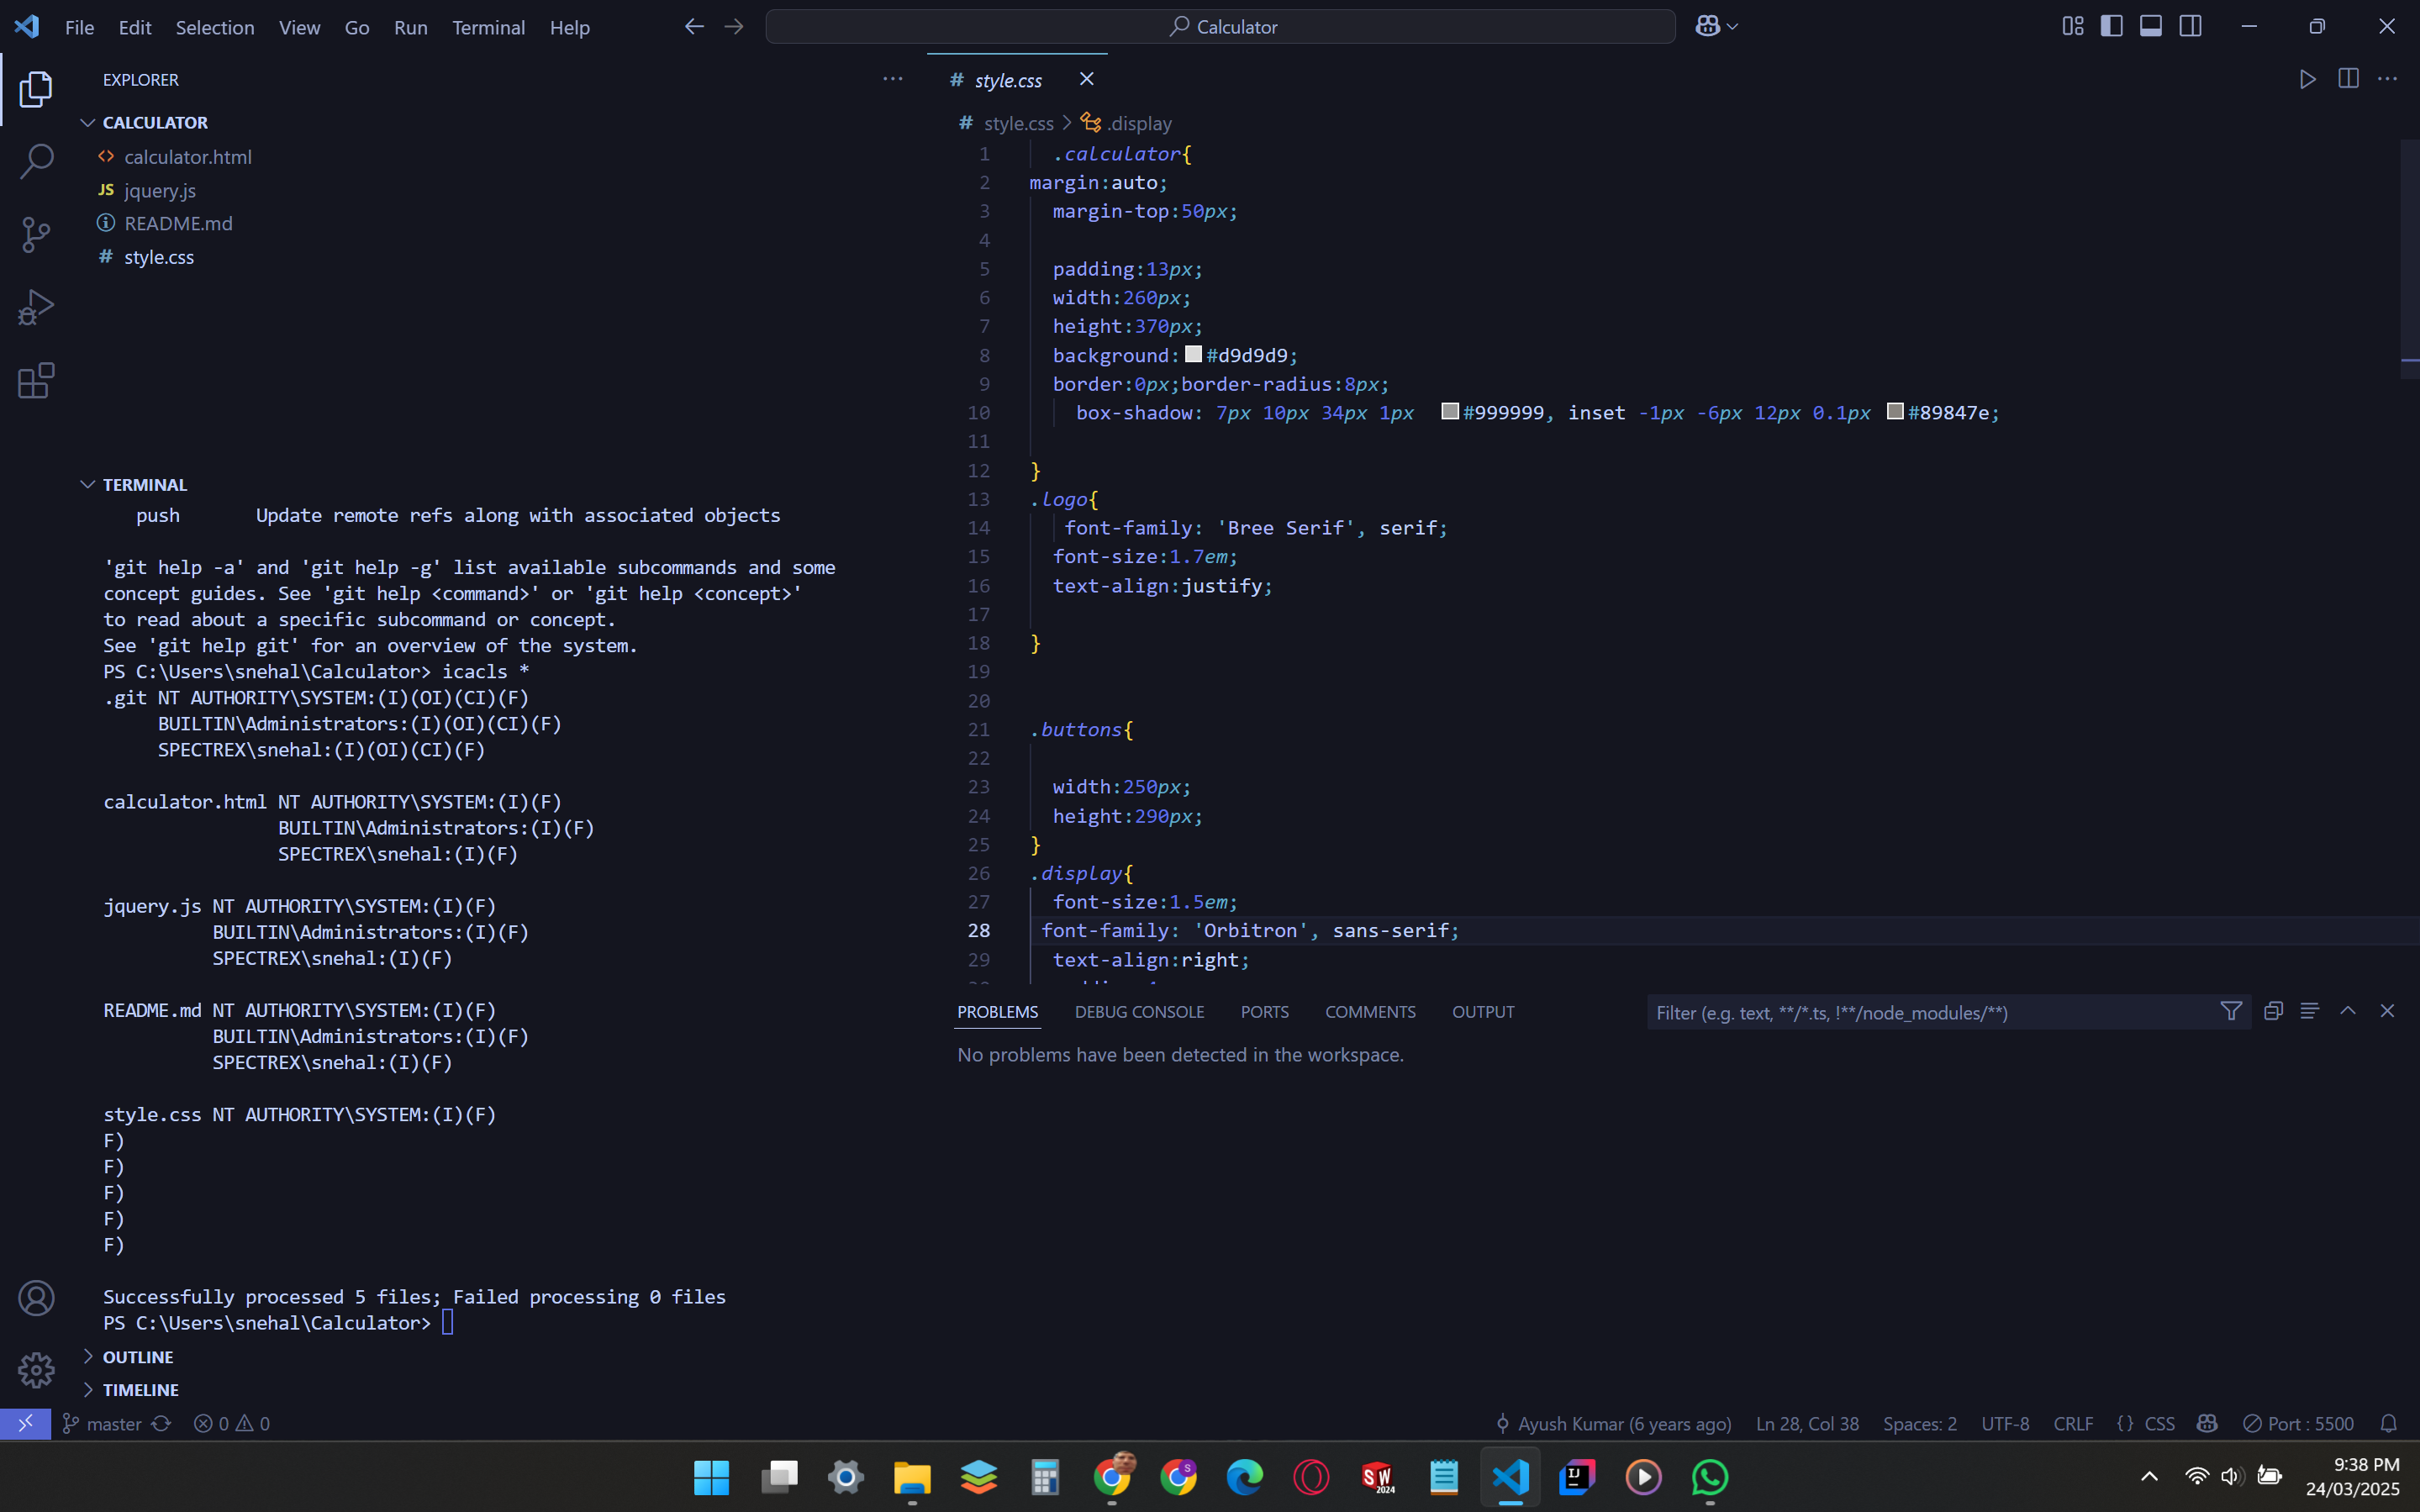 File Edit Selection View Go Run Terminal Help
Calculator
EXPLORER
CALCULATOR
calculator.html
JS jquery.js
README.md
# style.css
TERMINAL
push Update remote refs along with associated objects
'git help -a' and 'git help -g' list available subcommands and some
concept guides. See 'git help <command>' or 'git help <concept>'
to read about a specific subcommand or concept.
See 'git help git' for an overview of the system.
PS C:\Users\snehal\Calculator> icacls *
.git NT AUTHORITY\SYSTEM:(I)(OI)(CI)(F)
BUILTIN\Administrators:(I)(OI)(CI)(F)
SPECTREX\snehal:(I)(OI)(CI)(F)
calculator.html NT AUTHORITY\SYSTEM:(I)(F)
BUILTIN\Administrators:(I)(F)
SPECTREX\snehal:(I)(F)
jquery.js NT AUTHORITY\SYSTEM:(I)(F)
BUILTIN\Administrators:(I)(F)
SPECTREX\snehal:(I)(F)
README.md NT AUTHORITY\SYSTEM:(I)(F)
BUILTIN\Administrators:(I)(F)
SPECTREX\snehal:(I)(F)
style.css NT AUTHORITY\SYSTEM:(I)(F)
F)
F)
F)
F)
F)
Successfully processed 5 files; Failed processing 0 files
PS C:\Users\snehal\Calculator>
OUTLINE
TIMELINE
# style.css
# style.css > .display
1 .calculator{
2 margin:auto;
3 margin-top:50px;
4
5 padding:13px;
6 width:260px;
7 height:370px;
8 background:#d9d9d9;
9 border:0px;border-radius:8px;
10 box-shadow: 7px 10px 34px 1px #999999, inset -1px -6px 12px 0.1px #89847e;
11
12 }
13 .logo{
14 font-family: 'Bree Serif', serif;
15 font-size:1.7em;
16 text-align:justify;
17
18 }
19
20
21 .buttons{
22
23 width:250px;
24 height:290px;
25 }
26 .display{
27 font-size:1.5em;
28 font-family: 'Orbitron', sans-serif;
29 text-align:right;
PROBLEMS DEBUG CONSOLE PORTS COMMENTS OUTPUT
Filter (e.g. text, **/*.ts, !**/node_modules/**)
No problems have been detected in the workspace.
master 0 0
Ayush Kumar (6 years ago) Ln 28, Col 38 Spaces: 2 UTF-8 CRLF {} CSS Port : 5500
S
SW
2024
IJ
9:38 PM
24/03/2025